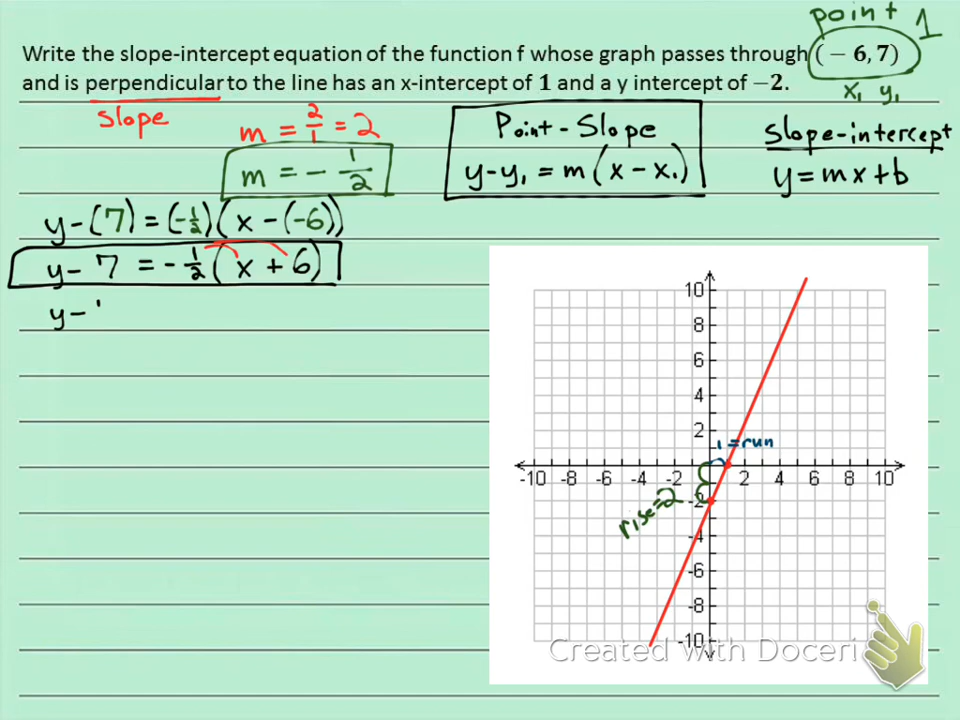 point 1
Write the slope-intercept equation of the function f whose graph passes through (− 6, 7)
and is perpendicular to the line has an x-intercept of 1 and a y intercept of −2.
x₁ y₁
slope
m = 2/1 = 2
m = - 1/2
Point - Slope
y-y₁ = m(x - x₁)
Slope-intercept
y = mx + b
y - (7) = (-1/2)(x - (-6))
y - 7 = -1/2(x + 6)
y -
10
8
6
4
2
1 = run
-10 -8 -6 -4 -2 2 4 6 8 10
rise=2
-2
-4
-6
-8
-10
Created with Doceri